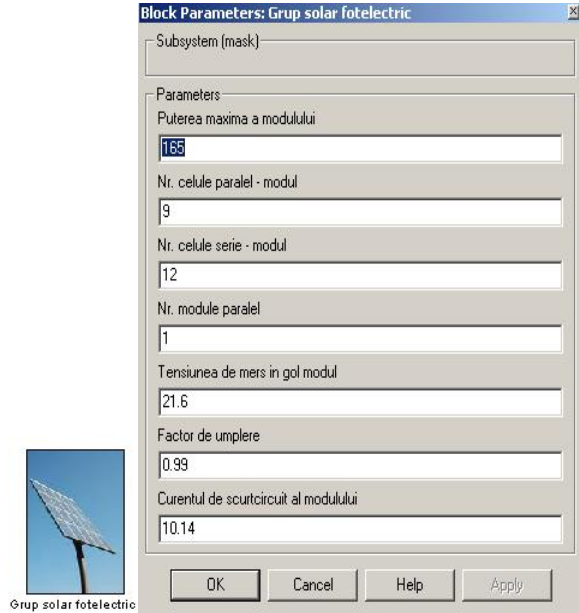 Block Parameters: Grup solar fotelectric
Subsystem (mask)
Parameters
Puterea maxima a modulului
165
Nr. celule paralel - modul
9
Nr. celule serie - modul
12
Nr. module paralel
1
Tensiunea de mers in gol modul
21.6
Factor de umplere
0.99
Curentul de scurtcircuit al modulului
10.14
OK Cancel Help Apply
Grup solar fotelectric